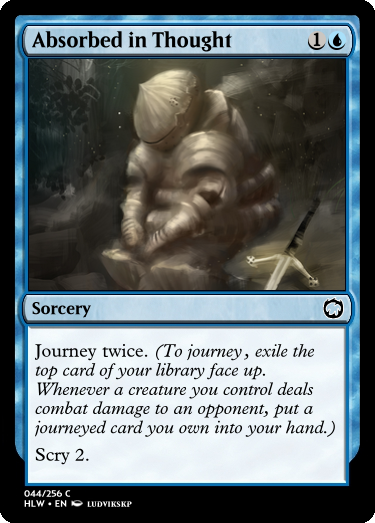 Absorbed in Thought 1
Sorcery
Journey twice. (To journey, exile the
top card of your library face up.
Whenever a creature you control deals
combat damage to an opponent, put a
journeyed card you own into your hand.)
Scry 2.
044/256 C
HLW • EN LUDVIKSKP